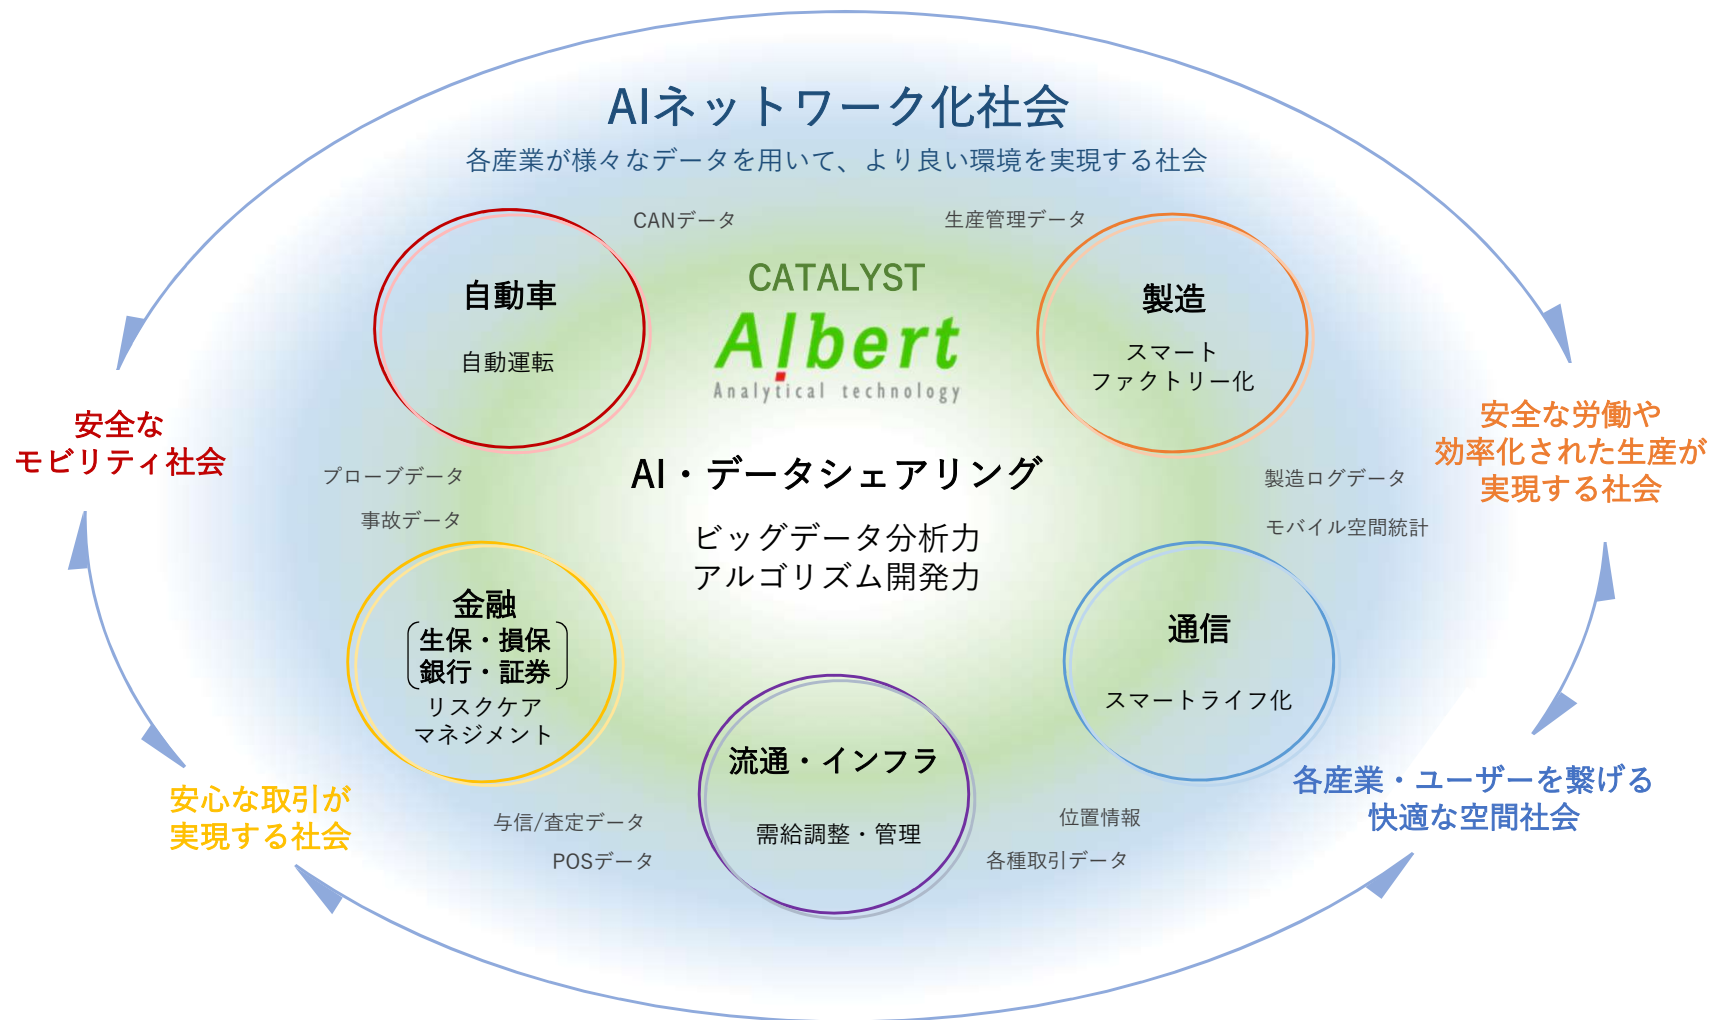 AIネットワーク化社会
各産業が様々なデータを用いて、より良い環境を実現する社会
CANデータ
生産管理データ
自動車
自動運転
CATALYST
Albert
Analytical technology
製造
スマート
ファクトリー化
安全な
モビリティ社会
AI・データシェアリング
ビッグデータ分析力
アルゴリズム開発力
安全な労働や
効率化された生産が
実現する社会
プローブデータ
事故データ
製造ログデータ
モバイル空間統計
金融
生保・損保
銀行・証券
リスクケア
マネジメント
通信
スマートライフ化
流通・インフラ
需給調整・管理
安心な取引が
実現する社会
各産業・ユーザーを繋げる
快適な空間社会
与信/査定データ
POSデータ
位置情報
各種取引データ